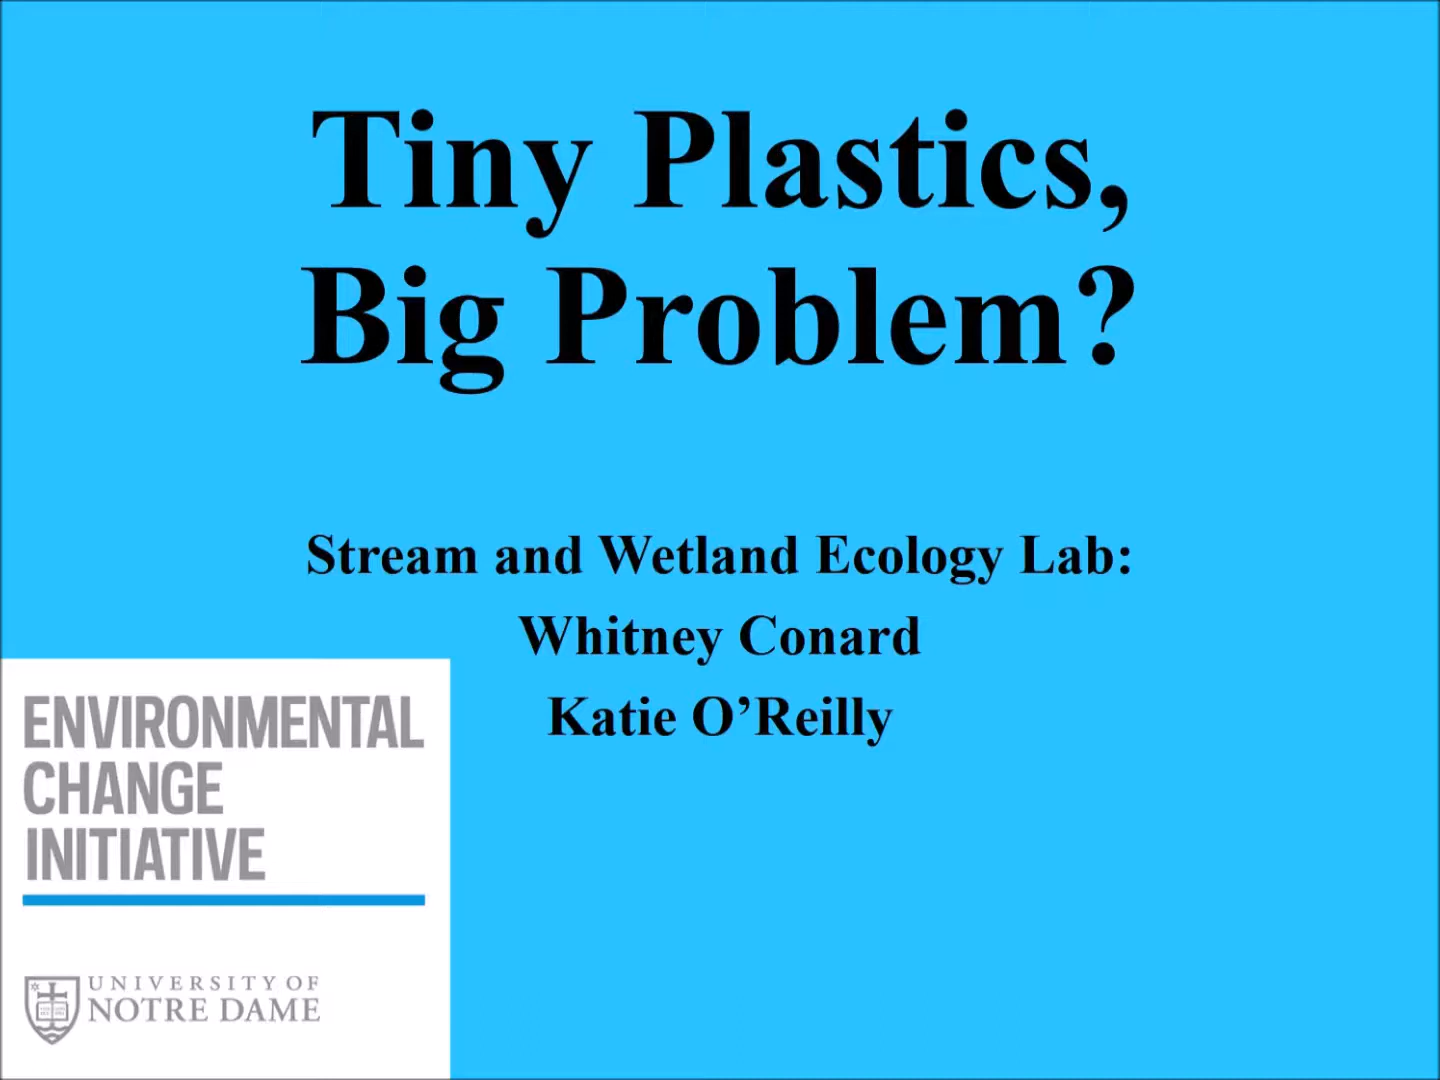 Tiny Plastics,
Big Problem?
Stream and Wetland Ecology Lab:
Whitney Conard
Katie O’Reilly
ENVIRONMENTAL
CHANGE
INITIATIVE
UNIVERSITY OF
NOTRE DAME